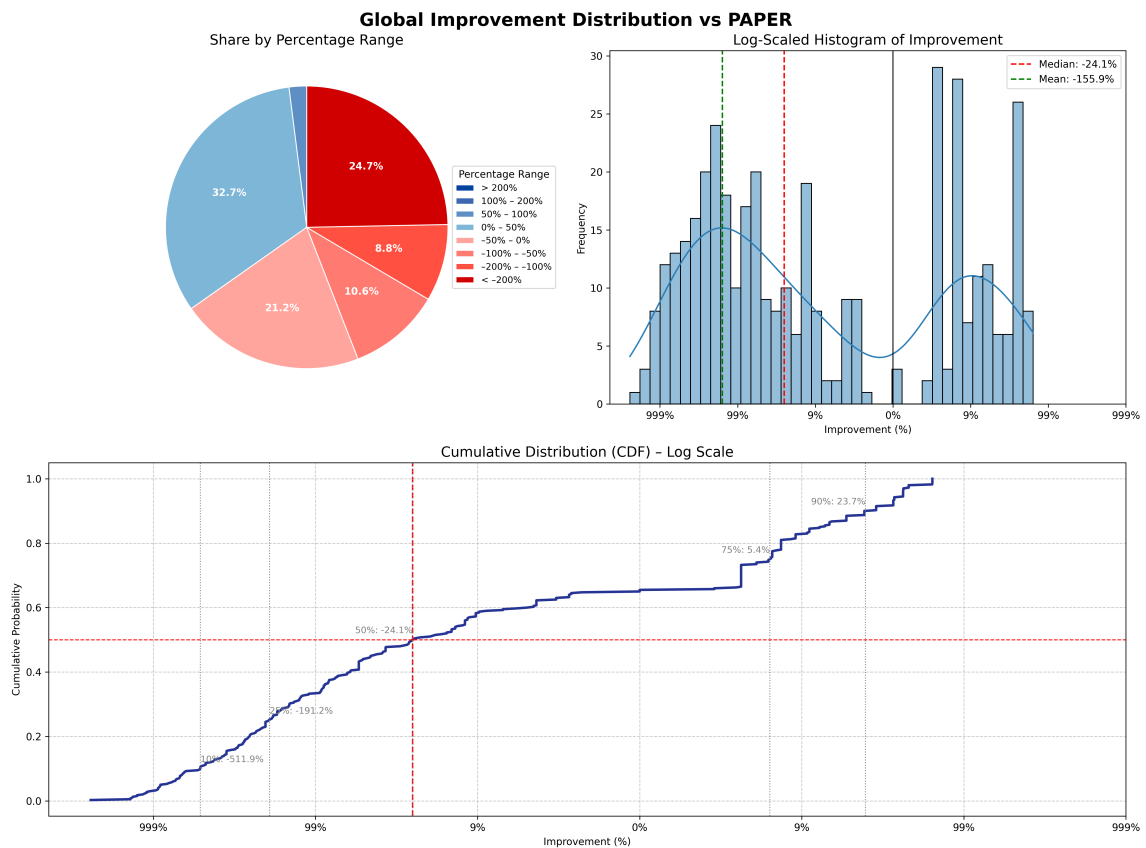 Global Improvement Distribution vs PAPER
Share by Percentage Range
24.7%
32.7%
8.8%
10.6%
21.2%
Percentage Range
> 200%
100% – 200%
50% – 100%
0% – 50%
–50% – 0%
–100% – –50%
–200% – –100%
< –200%
Log-Scaled Histogram of Improvement
Median: -24.1%
Mean: -155.9%
30
25
20
15
10
5
0
Frequency
999%
99%
9%
0%
9%
99%
999%
Improvement (%)
Cumulative Distribution (CDF) – Log Scale
1.0
0.8
0.6
0.4
0.2
0.0
Cumulative Probability
90%: 23.7%
75%: 5.4%
50%: -24.1%
25%: -191.2%
10%: -511.9%
999%
99%
9%
0%
9%
99%
999%
Improvement (%)